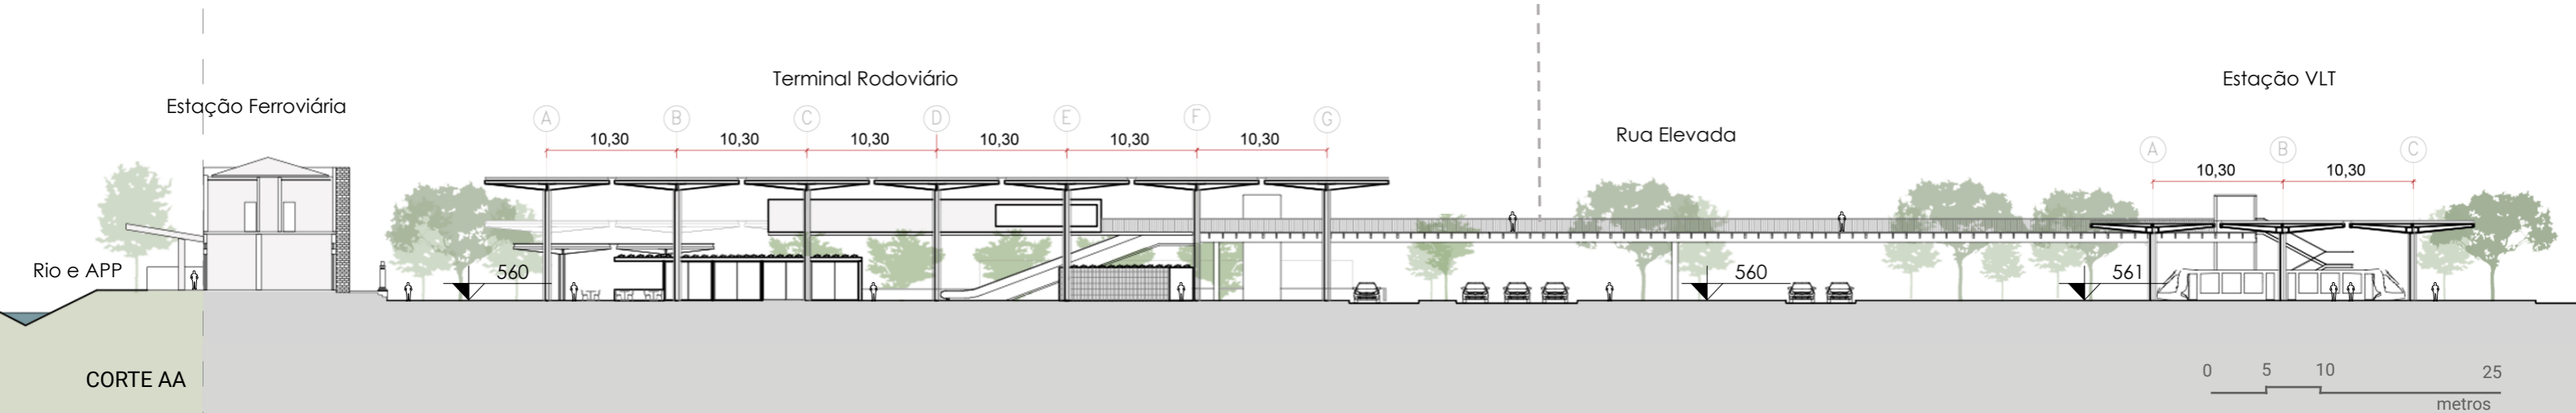 Terminal Rodoviário
Estação VLT
Estação Ferroviária
Rua Elevada
A B C D E F G
10,30 10,30 10,30 10,30 10,30 10,30
A B C
10,30 10,30
Rio e APP
560
560
561
CORTE AA
0 5 10 25
metros